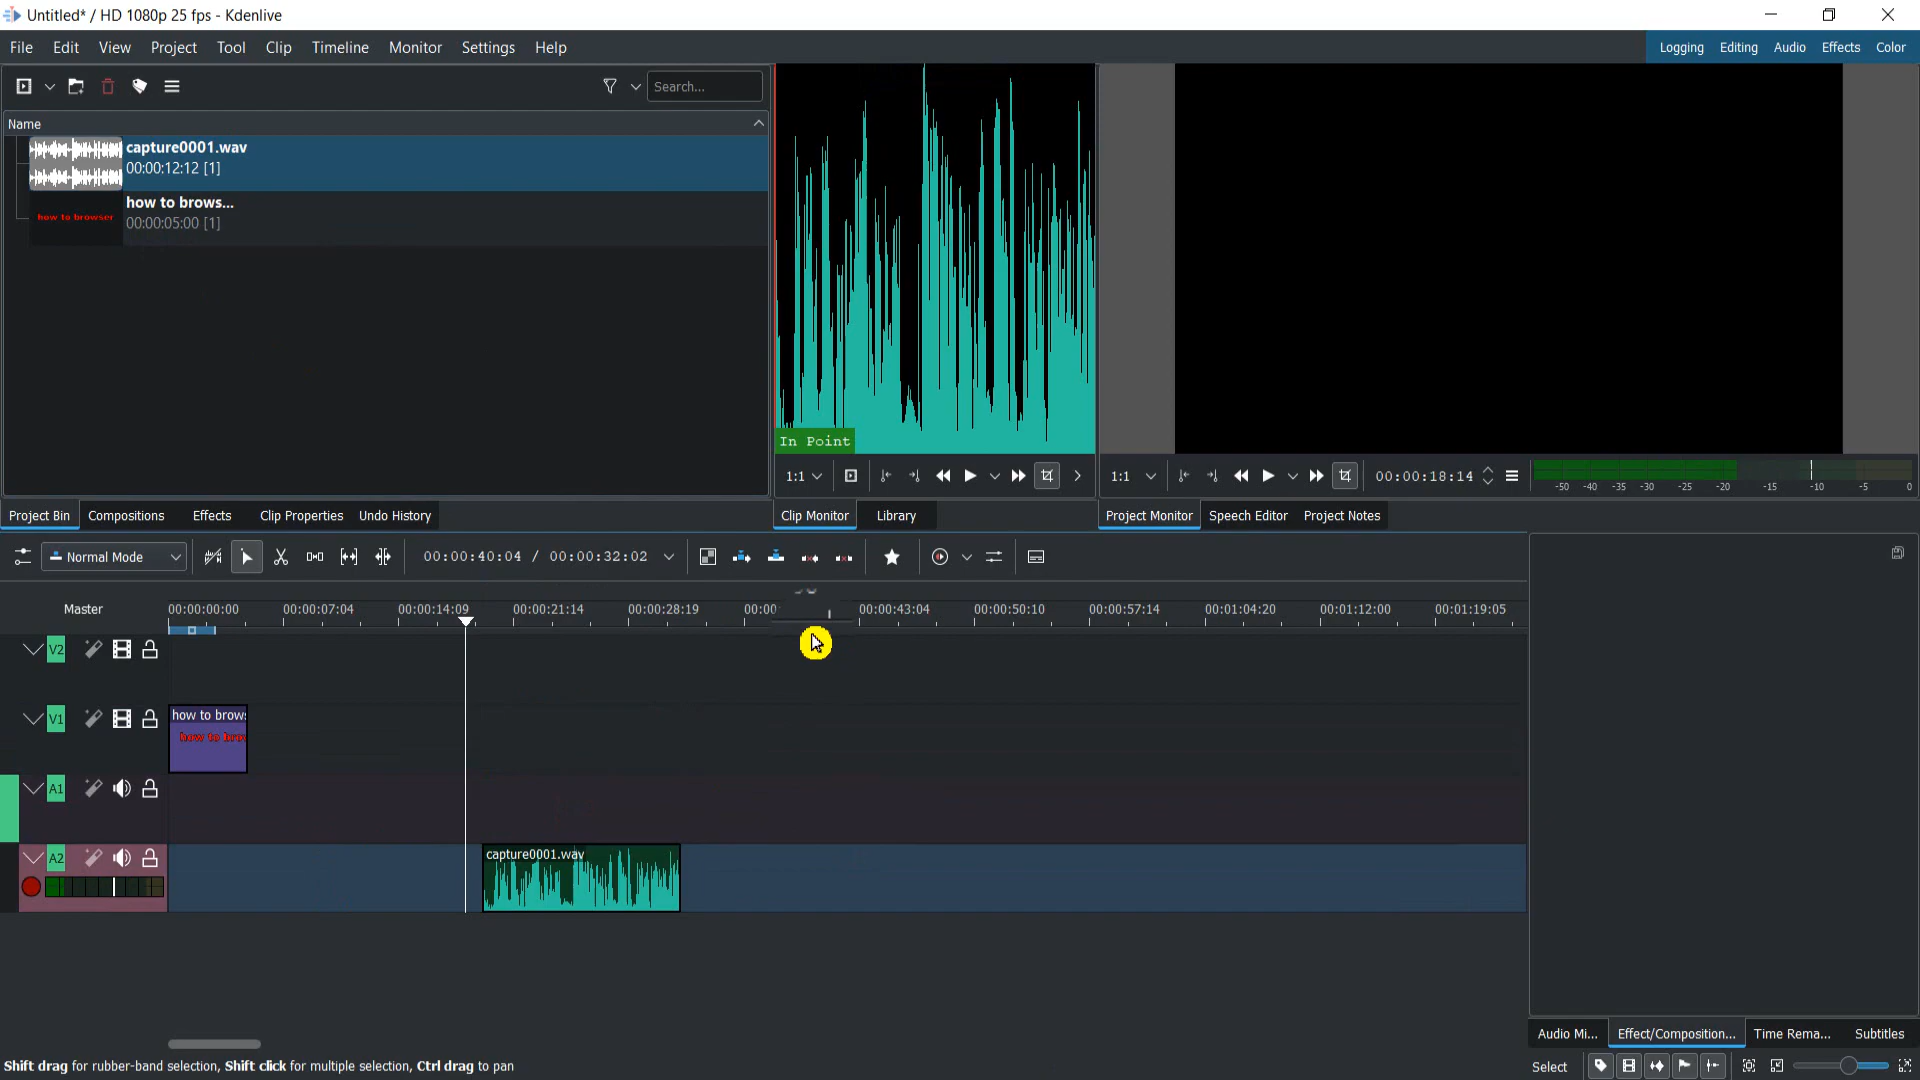 Untitled* / HD 1080p 25 fps - Kdenlive
File Edit View Project Tool Clip Timeline Monitor Settings Help
Logging Editing Audio Effects Color
Search...
Name
capture0001.wav
00:00:12:12 [1]
how to brows...
00:00:05:00 [1]
how to browser
In Point
1:1
1:1
00:00:18:14
-50 -40 -35 -30 -25 -20 -15 -10 -5 0
Project Bin Compositions Effects Clip Properties Undo History
Clip Monitor Library
Project Monitor Speech Editor Project Notes
Normal Mode
00:00:40:04 / 00:00:32:02
Master
00:00:00:00 00:00:07:04 00:00:14:09 00:00:21:14 00:00:28:19 00:00: 00:00:43:04 00:00:50:10 00:00:57:14 00:01:04:20 00:01:12:00 00:01:19:05
V2
V1
how to brows
how to brow
A1
A2
capture0001.wav
Audio Mi... Effect/Composition... Time Rema... Subtitles
Shift drag for rubber-band selection, Shift click for multiple selection, Ctrl drag to pan
Select